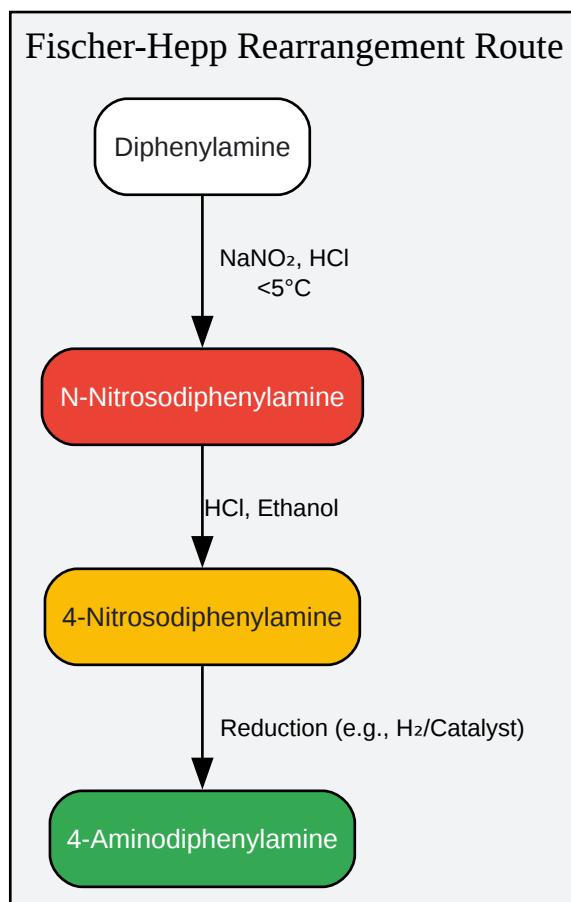 Fischer-Hepp Rearrangement Route
Diphenylamine
NaNO₂, HCl
<5°C
N-Nitrosodiphenylamine
HCl, Ethanol
4-Nitrosodiphenylamine
Reduction (e.g., H₂/Catalyst)
4-Aminodiphenylamine